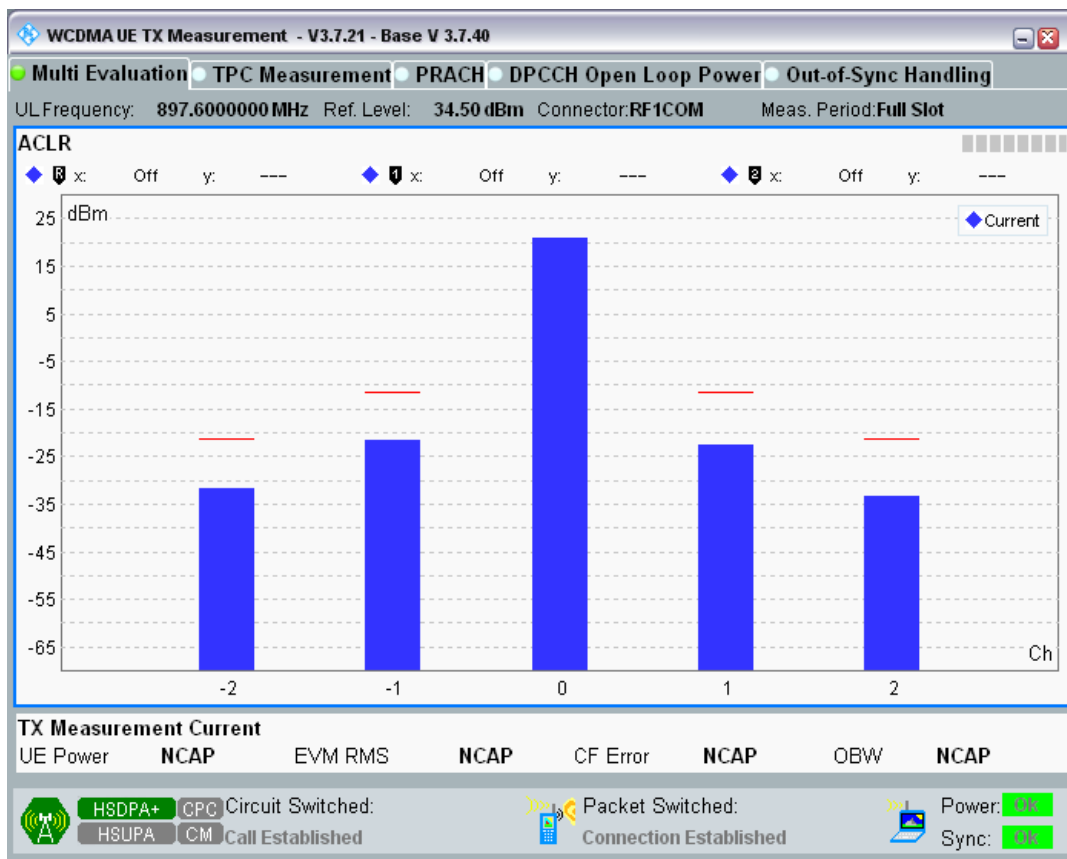 WCDMA UE TX Measurement - V3.7.21 - Base V 3.7.40
Multi Evaluation TPC Measurement PRACH DPCCH Open Loop Power Out-of-Sync Handling
UL Frequency: 897.6000000 MHz Ref. Level: 34.50 dBm Connector:RF1COM Meas. Period:Full Slot
ACLR
R x: Off y: --- 1 x: Off y: --- 2 x: Off y: ---
dBm
Current
25
15
5
-5
-15
-25
-35
-45
-55
-65
Ch
-2 -1 0 1 2
TX Measurement Current
UE Power NCAP EVM RMS NCAP CF Error NCAP OBW NCAP
HSDPA+ CPC Circuit Switched: Packet Switched: Power: OK
HSUPA CM Call Established Connection Established Sync: OK